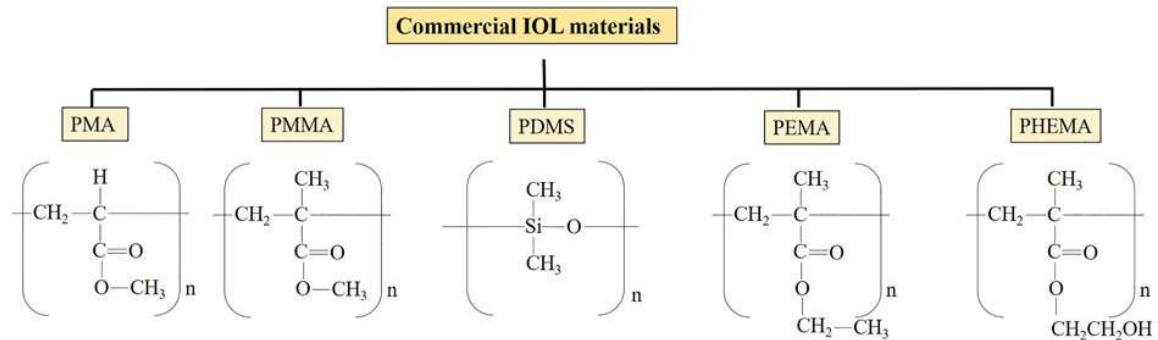 Commercial IOL materials
PMA
PMMA
PDMS
PEMA
PHEMA
H
CH₂—C
C=O
O—CH₃
n
CH₃
CH₂—C
C=O
O—CH₃
n
CH₃
Si—O
CH₃
n
CH₃
CH₂—C
C=O
O
CH₂—CH₃
n
CH₃
CH₂—C
C=O
O
CH₂CH₂OH
n